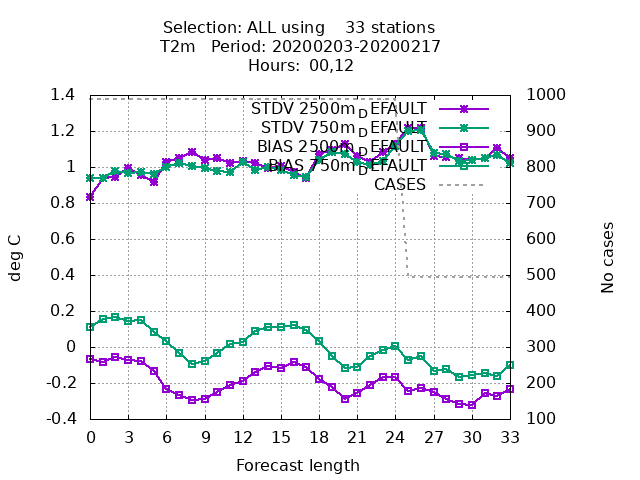 Selection: ALL using 33 stations
T2m Period: 20200203-20200217
Hours: 00,12
1.4
1.2
1
0.8
0.6
0.4
0.2
0
-0.2
-0.4
deg C
STDV 2500m_DEFAULT
STDV 750m_DEFAULT
BIAS 2500m_DEFAULT
BIAS 750m_DEFAULT
CASES
1000
900
800
700
600
500
400
300
200
100
No cases
0 3 6 9 12 15 18 21 24 27 30 33
Forecast length